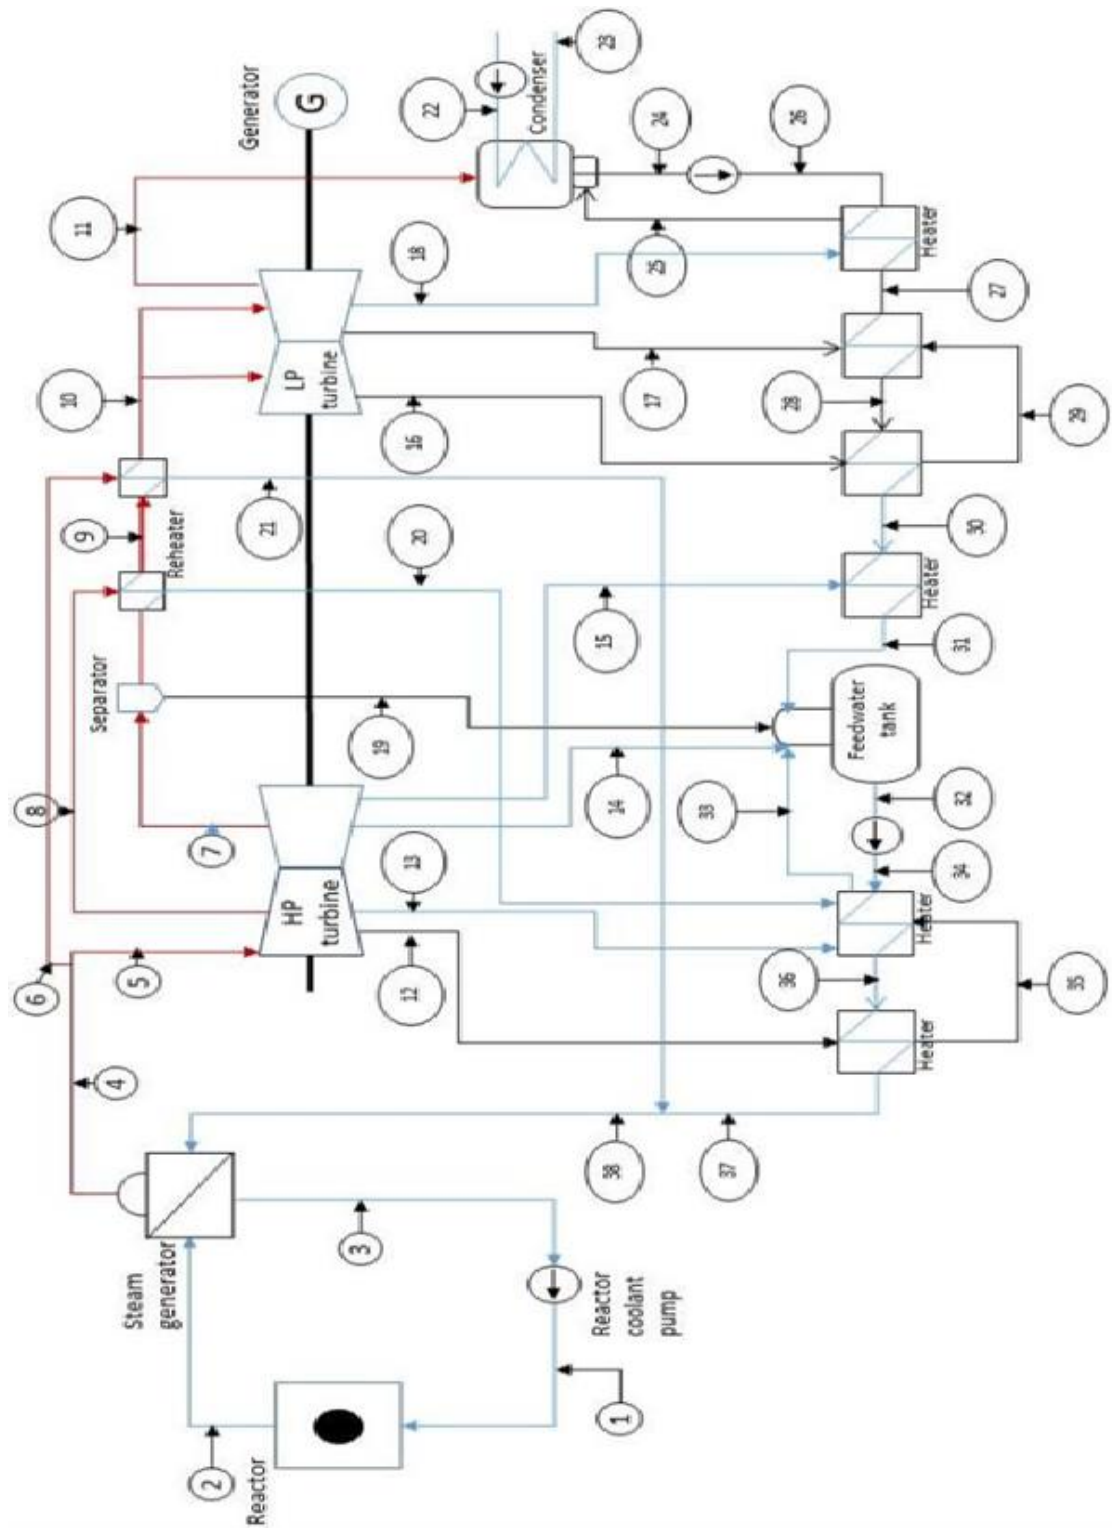 6
8
10
9
11
4
Separator
Steam
generator
5
Reheater
2
7
Generator
Reactor
21
HP
turbine
LP
turbine
G
3
19
12
13
20
16
18
22
Condenser
Reactor
coolant
pump
1
15
23
38
14
17
25
24
37
33
36
28
26
Feedwater
tank
Heater
Heater
Heater
Heater
34
32
31
30
27
35
29